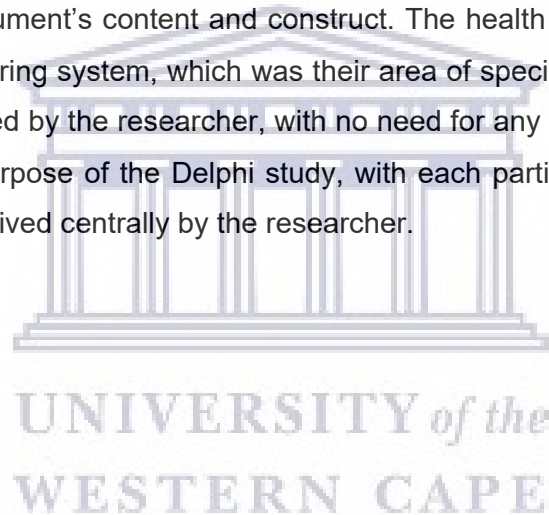 ument’s content and construct. The health
ring system, which was their area of speci
ed by the researcher, with no need for any
rpose of the Delphi study, with each parti
ived centrally by the researcher.
UNIVERSITY of the
WESTERN CAPE